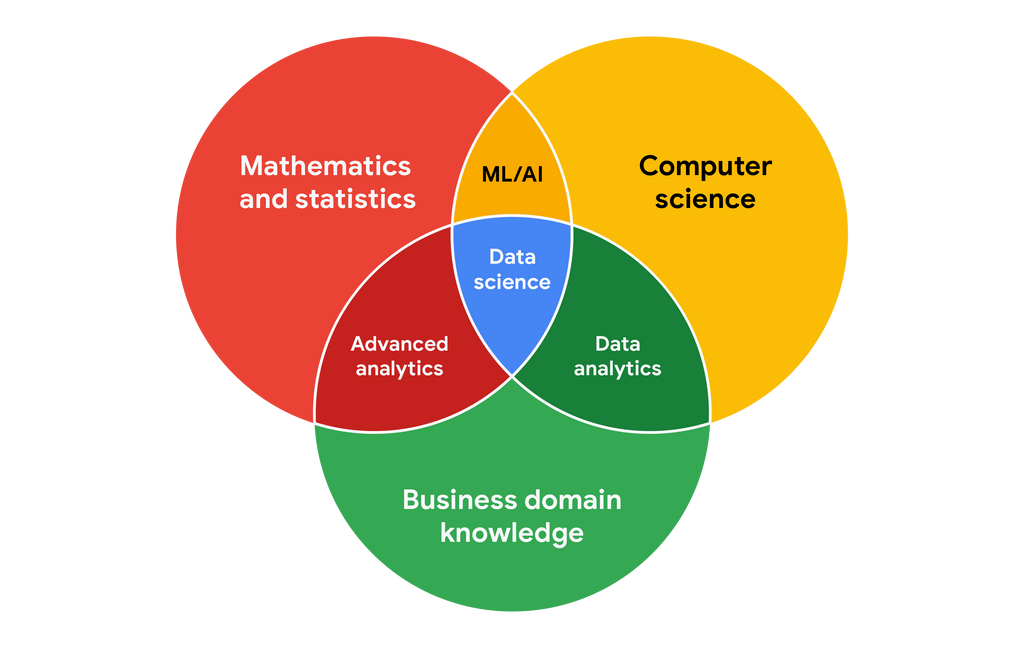 Mathematics
and statistics
ML/AI
Computer
science
Data
science
Advanced
analytics
Data
analytics
Business domain
knowledge